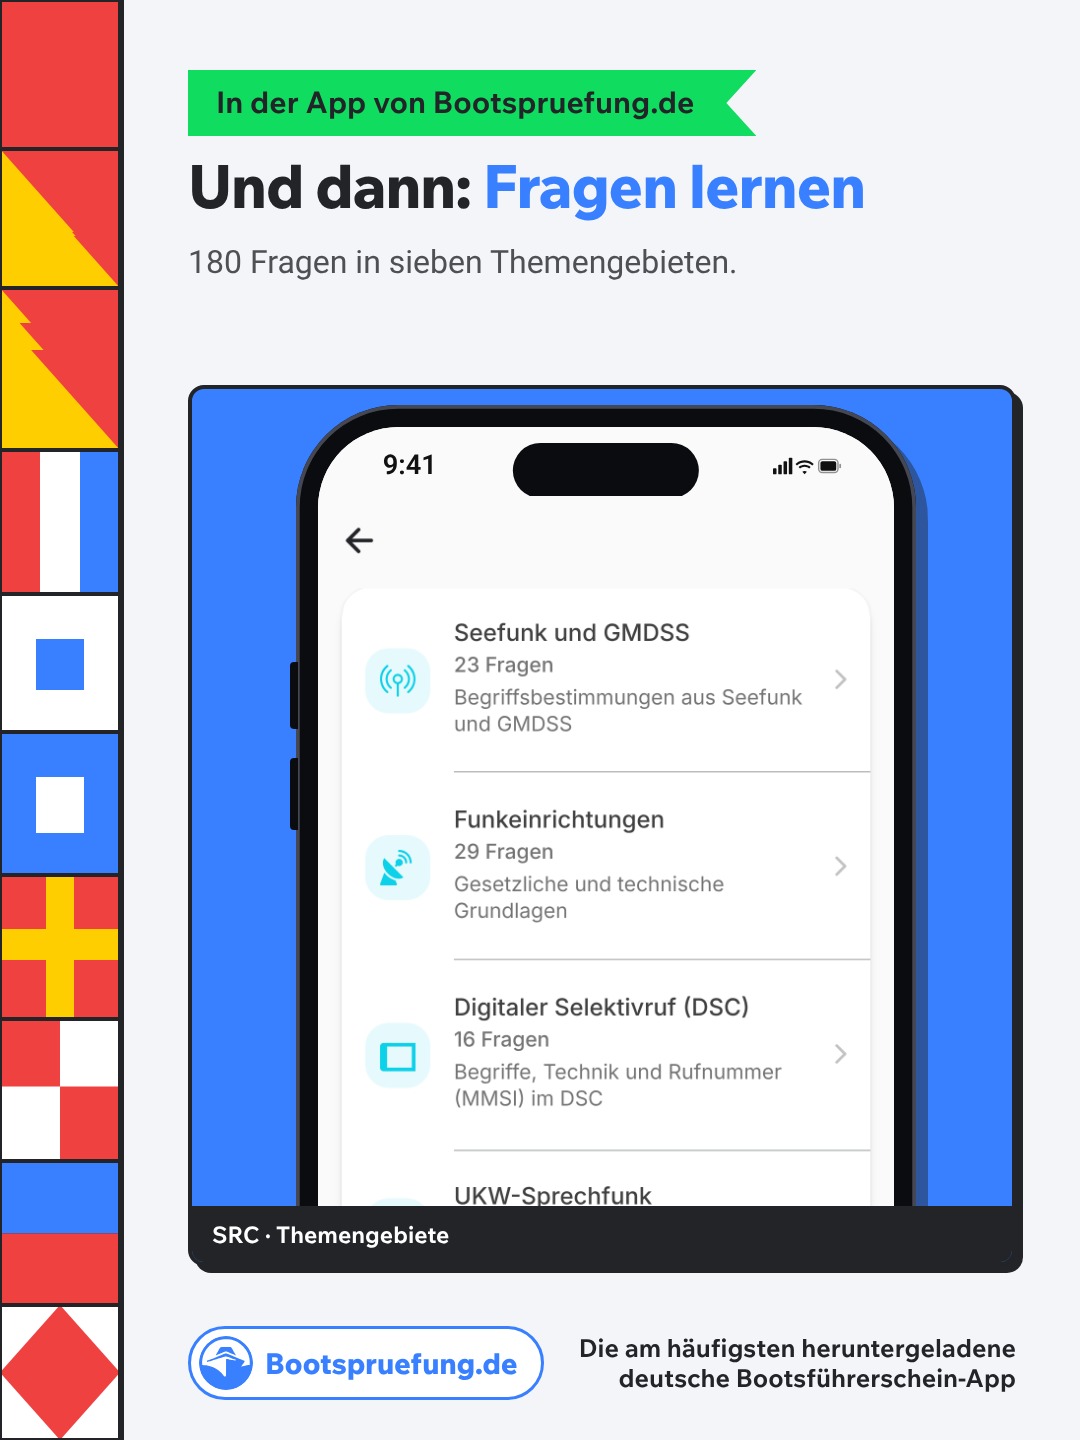 In der App von Bootspruefung.de
Und dann: Fragen lernen
180 Fragen in sieben Themengebieten.
9:41
Seefunk und GMDSS
23 Fragen
Begriffsbestimmungen aus Seefunk
und GMDSS
Funkeinrichtungen
29 Fragen
Gesetzliche und technische
Grundlagen
Digitaler Selektivruf (DSC)
16 Fragen
Begriffe, Technik und Rufnummer
(MMSI) im DSC
UKW-Sprechfunk
SRC · Themengebiete
Bootspruefung.de
Die am häufigsten heruntergeladene
deutsche Bootsführerschein-App